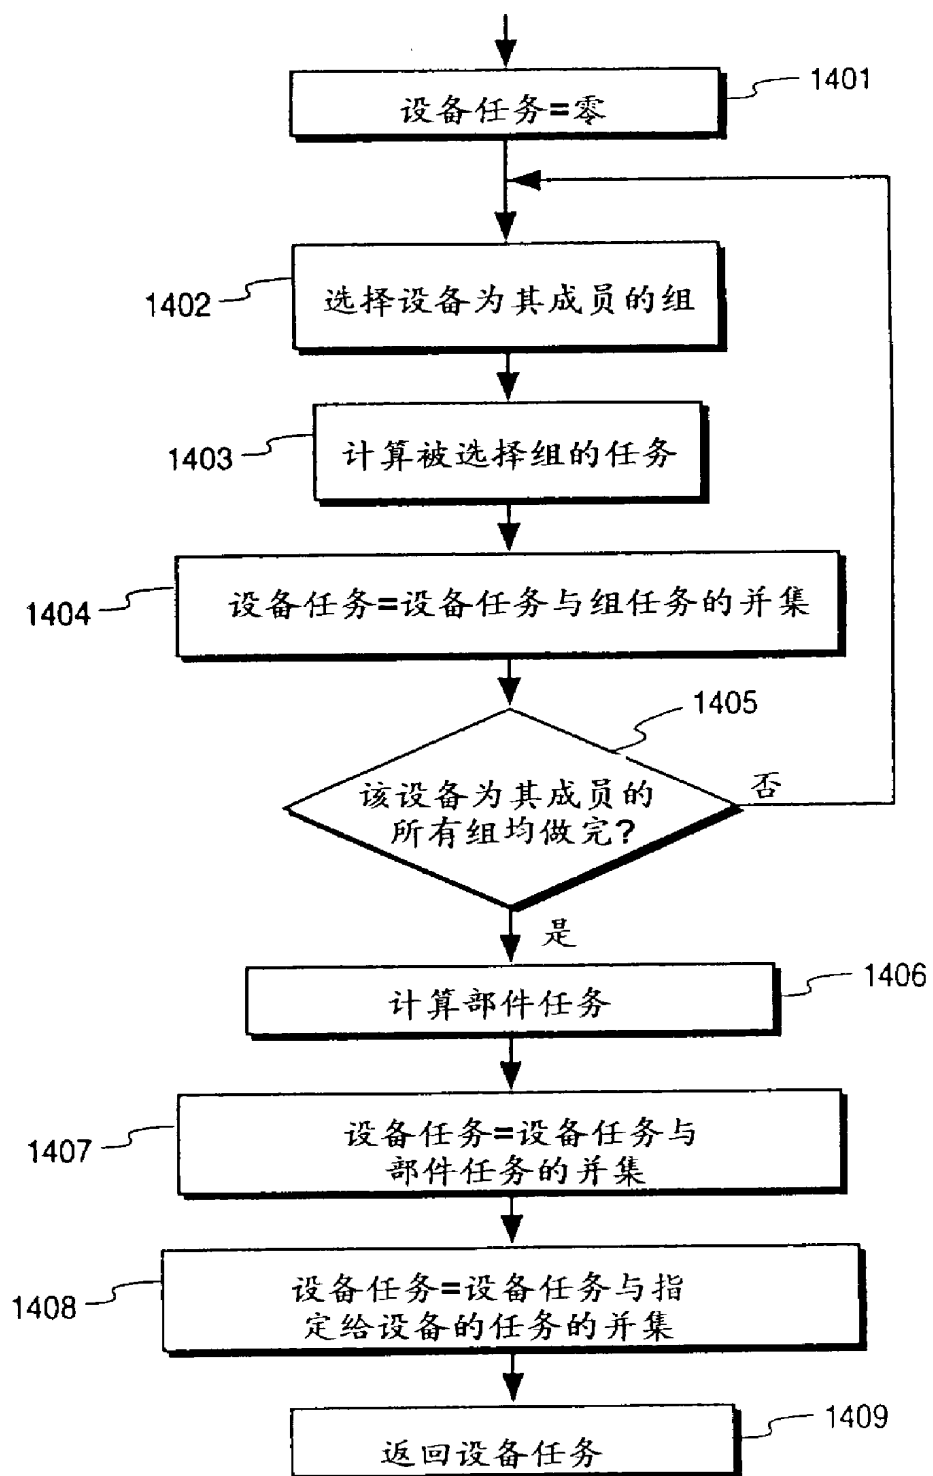 设备任务=零
1401
1402
选择设备为其成员的组
1403
计算被选择组的任务
1404
设备任务=设备任务与组任务的并集
1405
该设备为其成员的
所有组均做完?
否
是
计算部件任务
1406
1407
设备任务=设备任务与
部件任务的并集
1408
设备任务=设备任务与指
定给设备的任务的并集
返回设备任务
1409